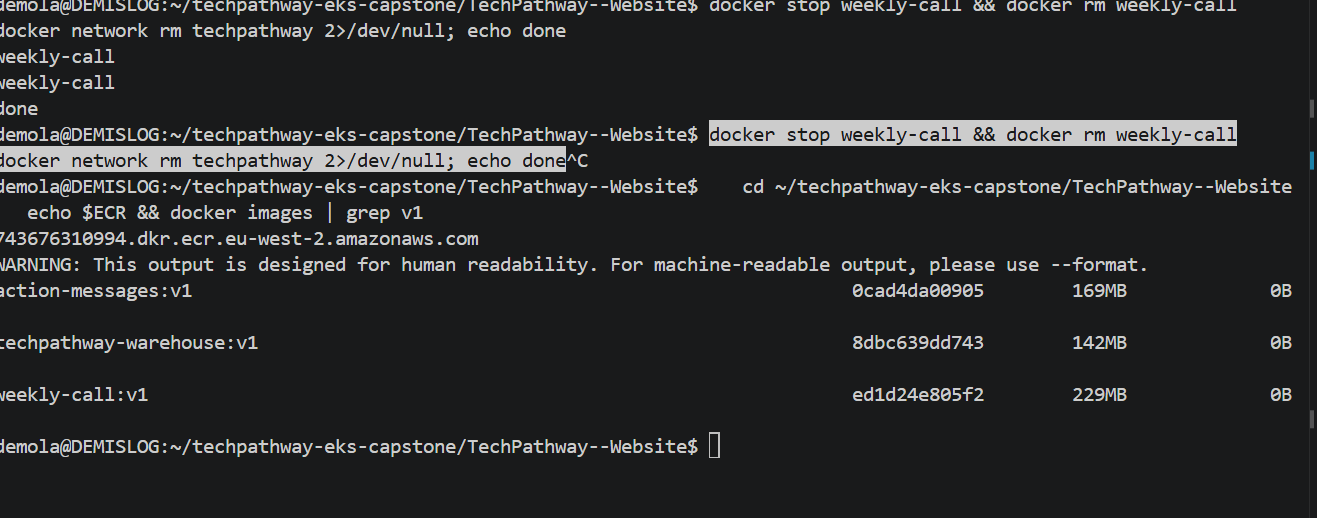 demola@DEMISLOG:~/techpathway-eks-capstone/TechPathway--Website$ docker stop weekly-call && docker rm weekly-call
docker network rm techpathway 2>/dev/null; echo done
weekly-call
weekly-call
done
demola@DEMISLOG:~/techpathway-eks-capstone/TechPathway--Website$ docker stop weekly-call && docker rm weekly-call
docker network rm techpathway 2>/dev/null; echo done^C
demola@DEMISLOG:~/techpathway-eks-capstone/TechPathway--Website$    cd ~/techpathway-eks-capstone/TechPathway--Website
   echo $ECR && docker images | grep v1
743676310994.dkr.ecr.eu-west-2.amazonaws.com
WARNING: This output is designed for human readability. For machine-readable output, please use --format.
action-messages:v1 0cad4da00905 169MB 0B
techpathway-warehouse:v1 8dbc639dd743 142MB 0B
weekly-call:v1 ed1d24e805f2 229MB 0B
demola@DEMISLOG:~/techpathway-eks-capstone/TechPathway--Website$